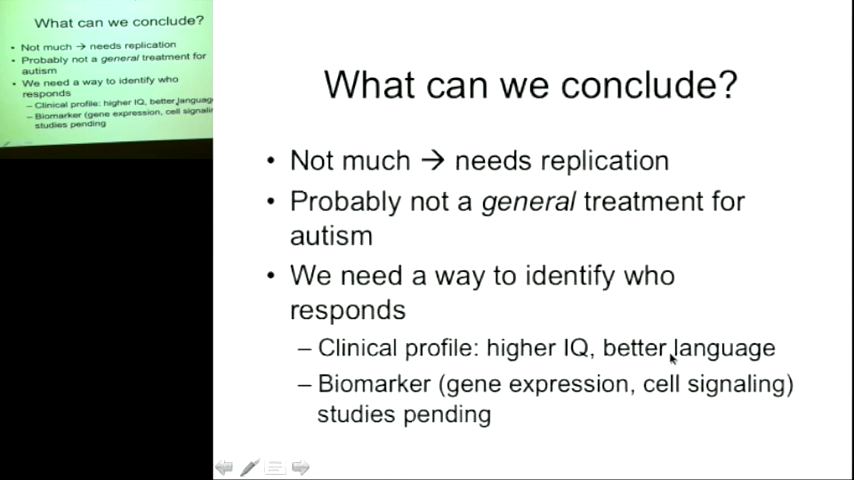 What can we conclude?
• Not much → needs replication
• Probably not a general treatment for
autism
• We need a way to identify who
responds
– Clinical profile: higher IQ, better language
– Biomarker (gene expression, cell signaling
studies pending
What can we conclude?
• Not much → needs replication
• Probably not a general treatment for
autism
• We need a way to identify who
responds
– Clinical profile: higher IQ, better language
– Biomarker (gene expression, cell signaling)
studies pending